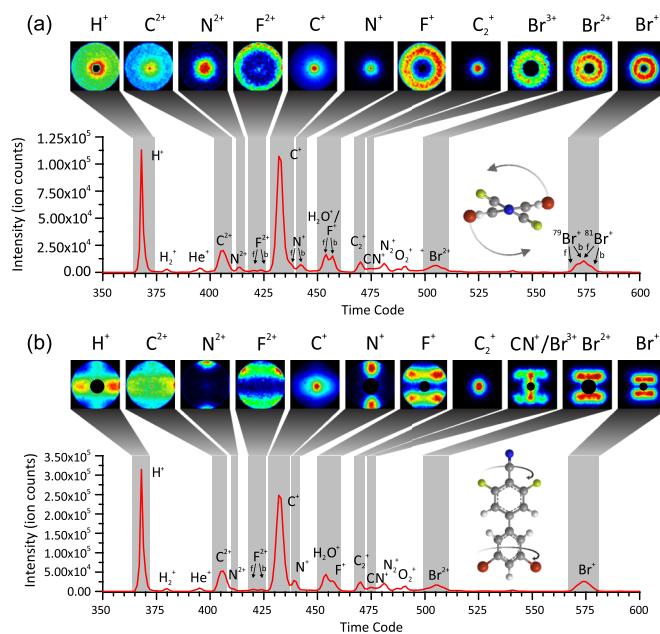 (a) H⁺ C²⁺ N²⁺ F²⁺ C⁺ N⁺ F⁺ C₂⁺ Br³⁺ Br²⁺ Br⁺
Intensity (ion counts)
1.25x10⁵
1.00x10⁵
7.50x10⁴
5.00x10⁴
2.50x10⁴
0.00
H⁺
H₂⁺
He⁺
C²⁺
N²⁺
F²⁺
f b
C⁺
N⁺
f b
H₂O⁺/
F⁺
f b
C₂⁺
CN⁺
N₂⁺
O₂⁺
+
Br²⁺
⁷⁹Br⁺ ⁸¹Br⁺
f b f b
350 375 400 425 450 475 500 525 550 575 600
Time Code
(b) H⁺ C²⁺ N²⁺ F²⁺ C⁺ N⁺ F⁺ C₂⁺ CN⁺/Br³⁺ Br²⁺ Br⁺
Intensity (ion counts)
3.50x10⁵
3.00x10⁵
2.50x10⁵
2.00x10⁵
1.50x10⁵
1.00x10⁵
5.00x10⁴
0.00
H⁺
H₂⁺
He⁺
C²⁺
N²⁺
F²⁺
f b
C⁺
N⁺
H₂O⁺
F⁺
C₂⁺
CN⁺
N₂⁺
O₂⁺
Br²⁺
Br⁺
350 375 400 425 450 475 500 525 550 575 600
Time Code